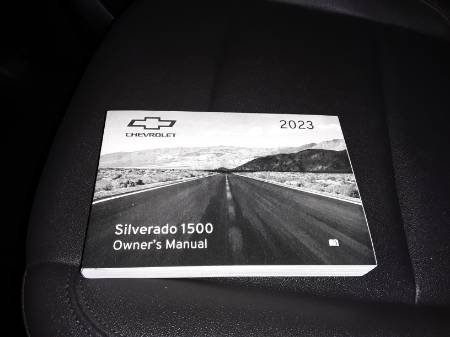 CHEVROLET
2023
Silverado 1500
Owner's Manual